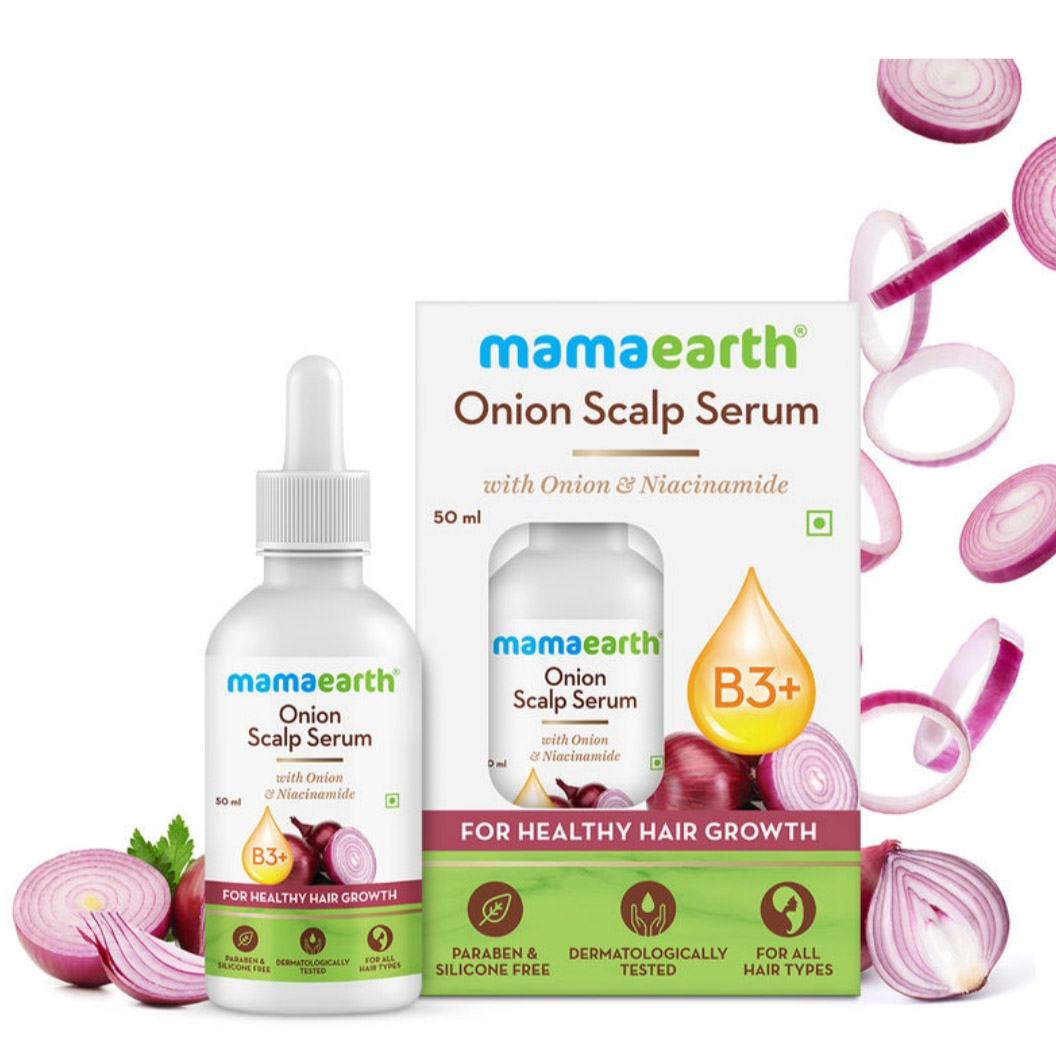 mamaearth®
Onion Scalp Serum
with Onion & Niacinamide
50 ml
B3+
FOR HEALTHY HAIR GROWTH
PARABEN &
SILICONE FREE
DERMATOLOGICALLY
TESTED
FOR ALL
HAIR TYPES
mamaearth®
Onion
Scalp Serum
with Onion
& Niacinamide
0 ml
mamaearth®
Onion
Scalp Serum
with Onion
& Niacinamide
50 ml
B3+
FOR HEALTHY HAIR GROWTH
PARABEN &
SILICONE FREE
DERMATOLOGICALLY
TESTED
FOR ALL
HAIR TYPES